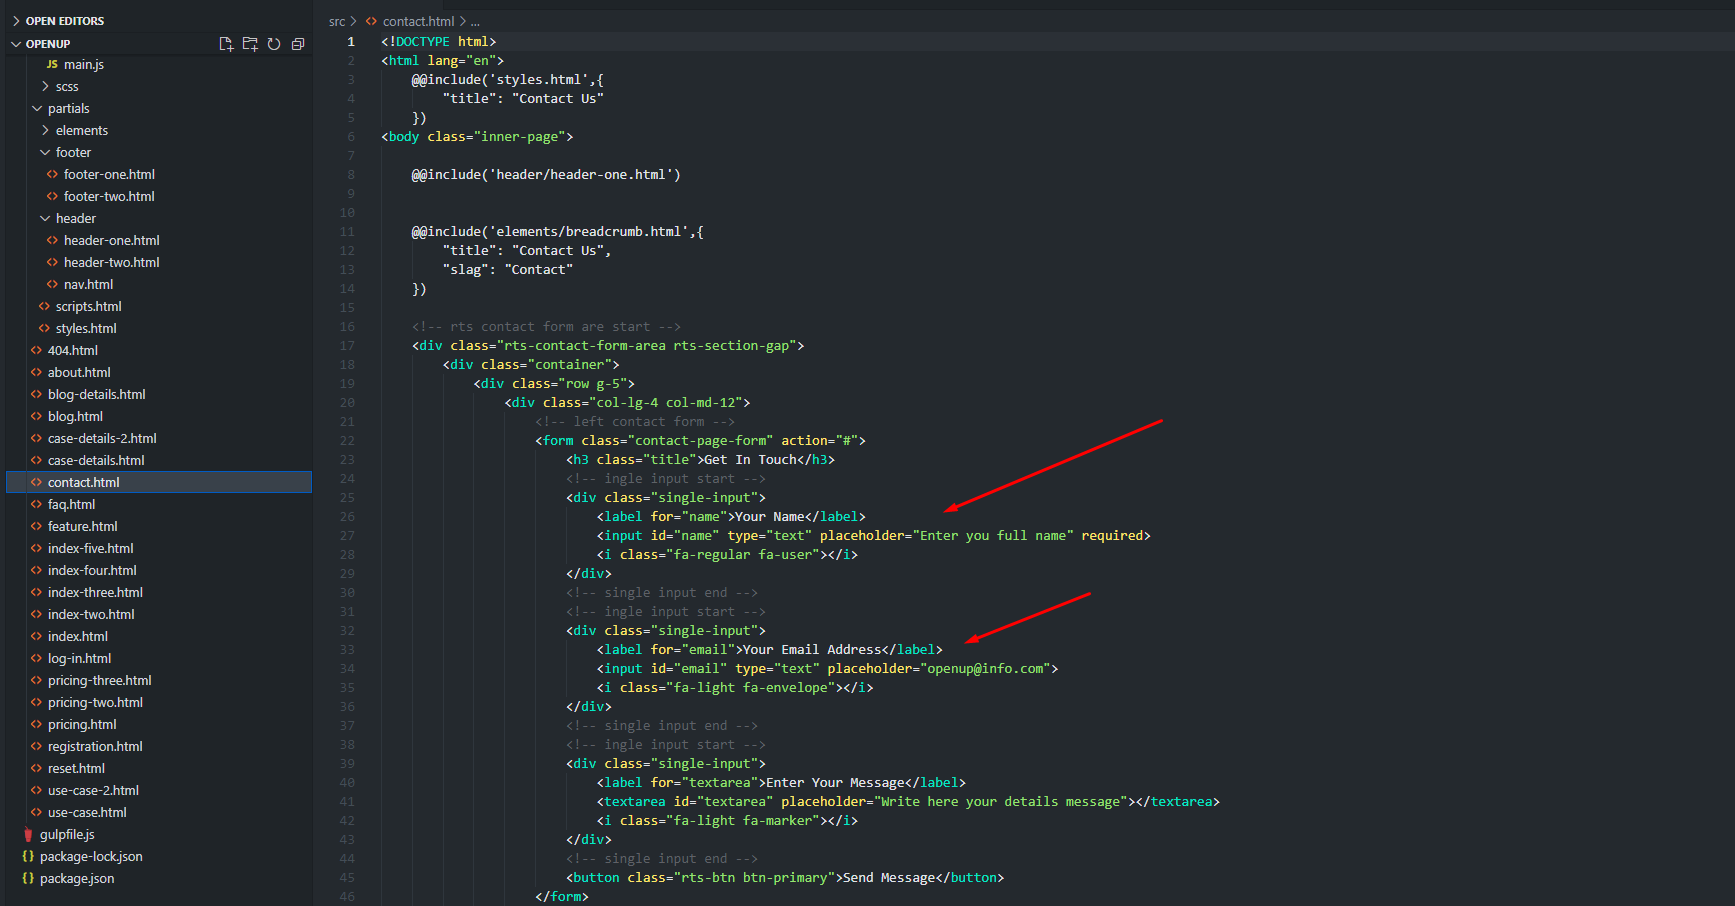 OPEN EDITORS
OPENUP
JS main.js
scss
partials
elements
footer
footer-one.html
footer-two.html
header
header-one.html
header-two.html
nav.html
scripts.html
styles.html
404.html
about.html
blog-details.html
blog.html
case-details-2.html
case-details.html
contact.html
faq.html
feature.html
index-five.html
index-four.html
index-three.html
index-two.html
index.html
log-in.html
pricing-three.html
pricing-two.html
pricing.html
registration.html
reset.html
use-case-2.html
use-case.html
gulpfile.js
{} package-lock.json
{} package.json
src > <> contact.html > ...
1 <!DOCTYPE html>
2 <html lang="en">
3 @@include('styles.html',{
4 "title": "Contact Us"
5 })
6 <body class="inner-page">
7
8 @@include('header/header-one.html')
9
10
11 @@include('elements/breadcrumb.html',{
12 "title": "Contact Us",
13 "slag": "Contact"
14 })
15
16 <!-- rts contact form are start -->
17 <div class="rts-contact-form-area rts-section-gap">
18 <div class="container">
19 <div class="row g-5">
20 <div class="col-lg-4 col-md-12">
21 <!-- left contact form -->
22 <form class="contact-page-form" action="#">
23 <h3 class="title">Get In Touch</h3>
24 <!-- ingle input start -->
25 <div class="single-input">
26 <label for="name">Your Name</label>
27 <input id="name" type="text" placeholder="Enter you full name" required>
28 <i class="fa-regular fa-user"></i>
29 </div>
30 <!-- single input end -->
31 <!-- ingle input start -->
32 <div class="single-input">
33 <label for="email">Your Email Address</label>
34 <input id="email" type="text" placeholder="openup@info.com">
35 <i class="fa-light fa-envelope"></i>
36 </div>
37 <!-- single input end -->
38 <!-- ingle input start -->
39 <div class="single-input">
40 <label for="textarea">Enter Your Message</label>
41 <textarea id="textarea" placeholder="Write here your details message"></textarea>
42 <i class="fa-light fa-marker"></i>
43 </div>
44 <!-- single input end -->
45 <button class="rts-btn btn-primary">Send Message</button>
46 </form>